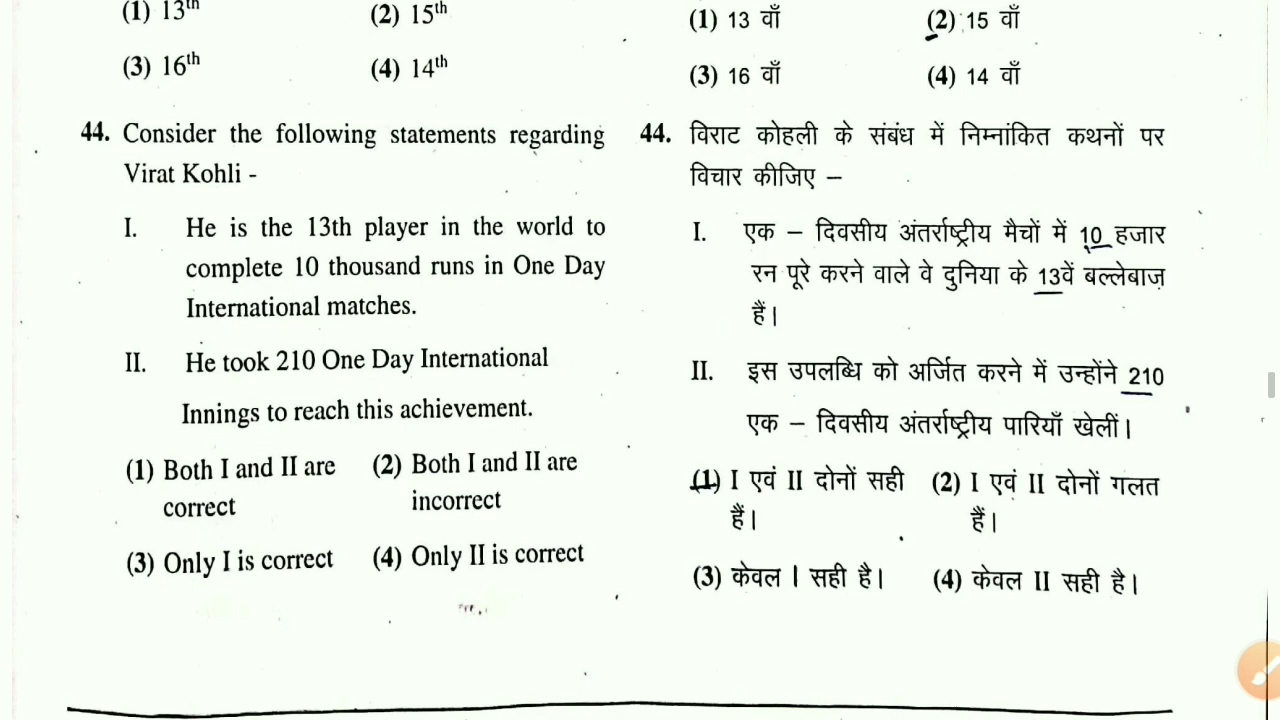 (1) 13th
(2) 15th
(3) 16th
(4) 14th
44. Consider the following statements regarding
Virat Kohli -
I. He is the 13th player in the world to
complete 10 thousand runs in One Day
International matches.
II. He took 210 One Day International
Innings to reach this achievement.
(1) Both I and II are
correct
(2) Both I and II are
incorrect
(3) Only I is correct
(4) Only II is correct
(1) 13 वाँ
(2) 15 वाँ
(3) 16 वाँ
(4) 14 वाँ
44. विराट कोहली के संबंध में निम्नांकित कथनों पर
विचार कीजिए –
I. एक – दिवसीय अंतर्राष्ट्रीय मैचों में 10 हजार
रन पूरे करने वाले वे दुनिया के 13वें बल्लेबाज़
हैं।
II. इस उपलब्धि को अर्जित करने में उन्होंने 210
एक – दिवसीय अंतर्राष्ट्रीय पारियाँ खेलीं।
(1) I एवं II दोनों सही
हैं।
(2) I एवं II दोनों गलत
हैं।
(3) केवल I सही है।
(4) केवल II सही है।